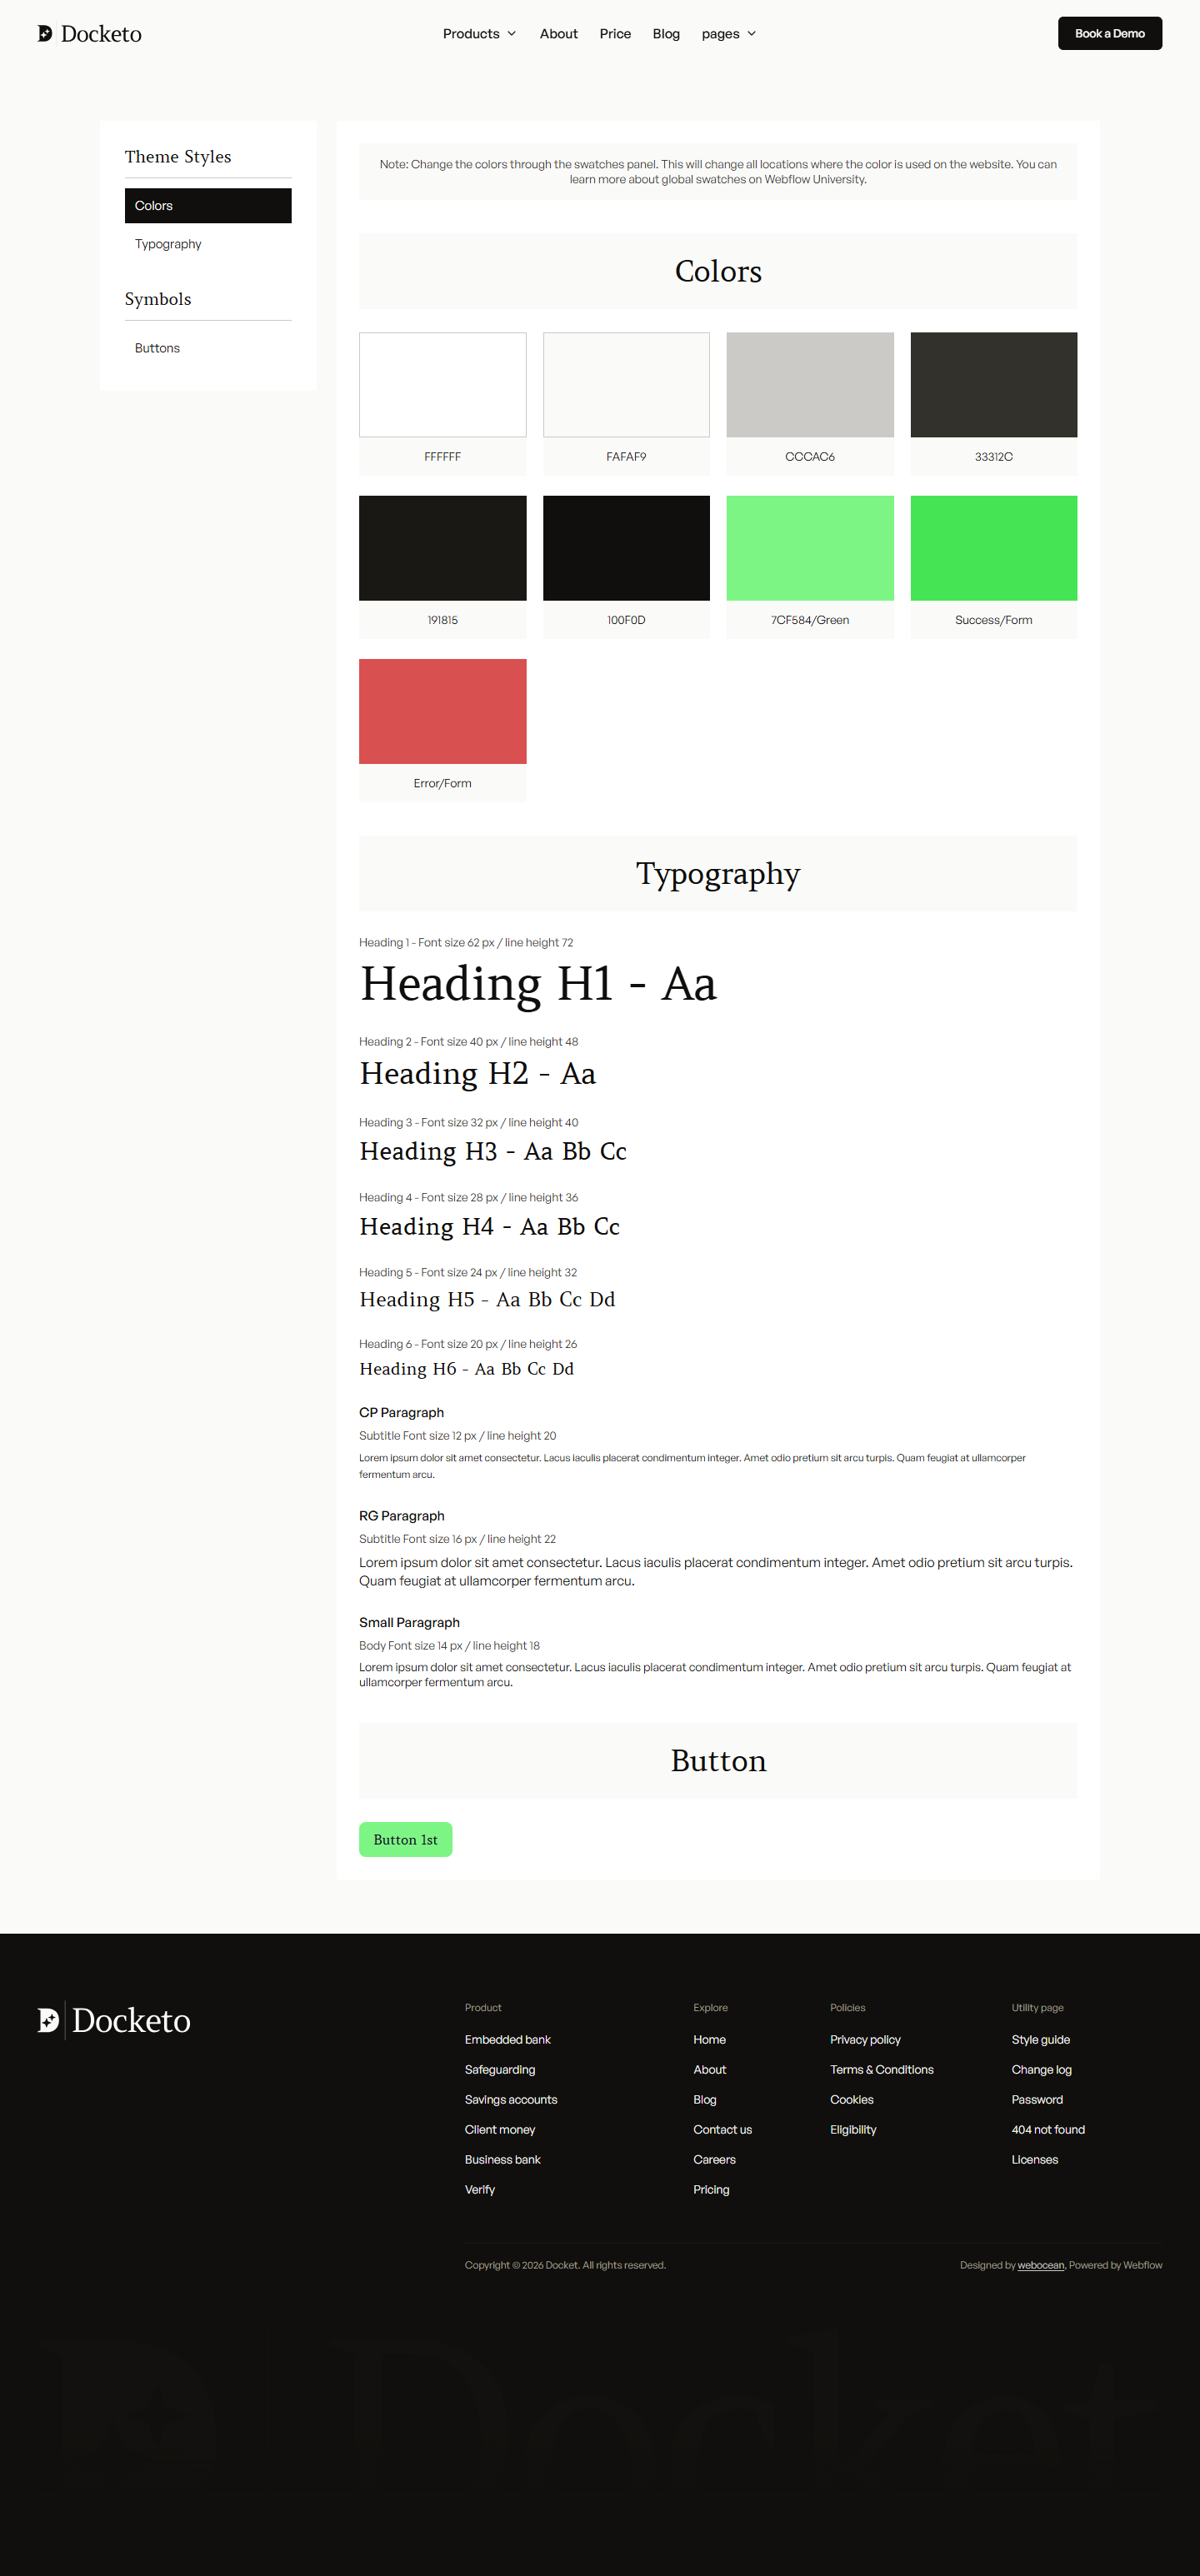 Docketo
Products
About
Price
Blog
pages
Book a Demo
Theme Styles
Colors
Typography
Symbols
Buttons
Note: Change the colors through the swatches panel. This will change all locations where the color is used on the website. You can
learn more about global swatches on Webflow University.
Colors
FFFFFF
FAFAF9
CCCAC6
33312C
191815
100F0D
7CF584/Green
Success/Form
Error/Form
Typography
Heading 1 - Font size 62 px / line height 72
Heading H1 - Aa
Heading 2 - Font size 40 px / line height 48
Heading H2 - Aa
Heading 3 - Font size 32 px / line height 40
Heading H3 - Aa Bb Cc
Heading 4 - Font size 28 px / line height 36
Heading H4 - Aa Bb Cc
Heading 5 - Font size 24 px / line height 32
Heading H5 - Aa Bb Cc Dd
Heading 6 - Font size 20 px / line height 26
Heading H6 - Aa Bb Cc Dd
CP Paragraph
Subtitle Font size 12 px / line height 20
Lorem ipsum dolor sit amet consectetur. Lacus iaculis placerat condimentum integer. Amet odio pretium sit arcu turpis. Quam feugiat at ullamcorper
fermentum arcu.
RG Paragraph
Subtitle Font size 16 px / line height 22
Lorem ipsum dolor sit amet consectetur. Lacus iaculis placerat condimentum integer. Amet odio pretium sit arcu turpis.
Quam feugiat at ullamcorper fermentum arcu.
Small Paragraph
Body Font size 14 px / line height 18
Lorem ipsum dolor sit amet consectetur. Lacus iaculis placerat condimentum integer. Amet odio pretium sit arcu turpis. Quam feugiat at
ullamcorper fermentum arcu.
Button
Button 1st
Docketo
Product
Embedded bank
Safeguarding
Savings accounts
Client money
Business bank
Verify
Explore
Home
About
Blog
Contact us
Careers
Pricing
Policies
Privacy policy
Terms & Conditions
Cookies
Eligibility
Utility page
Style guide
Change log
Password
404 not found
Licenses
Copyright © 2026 Docket. All rights reserved.
Designed by webocean, Powered by Webflow
Docket